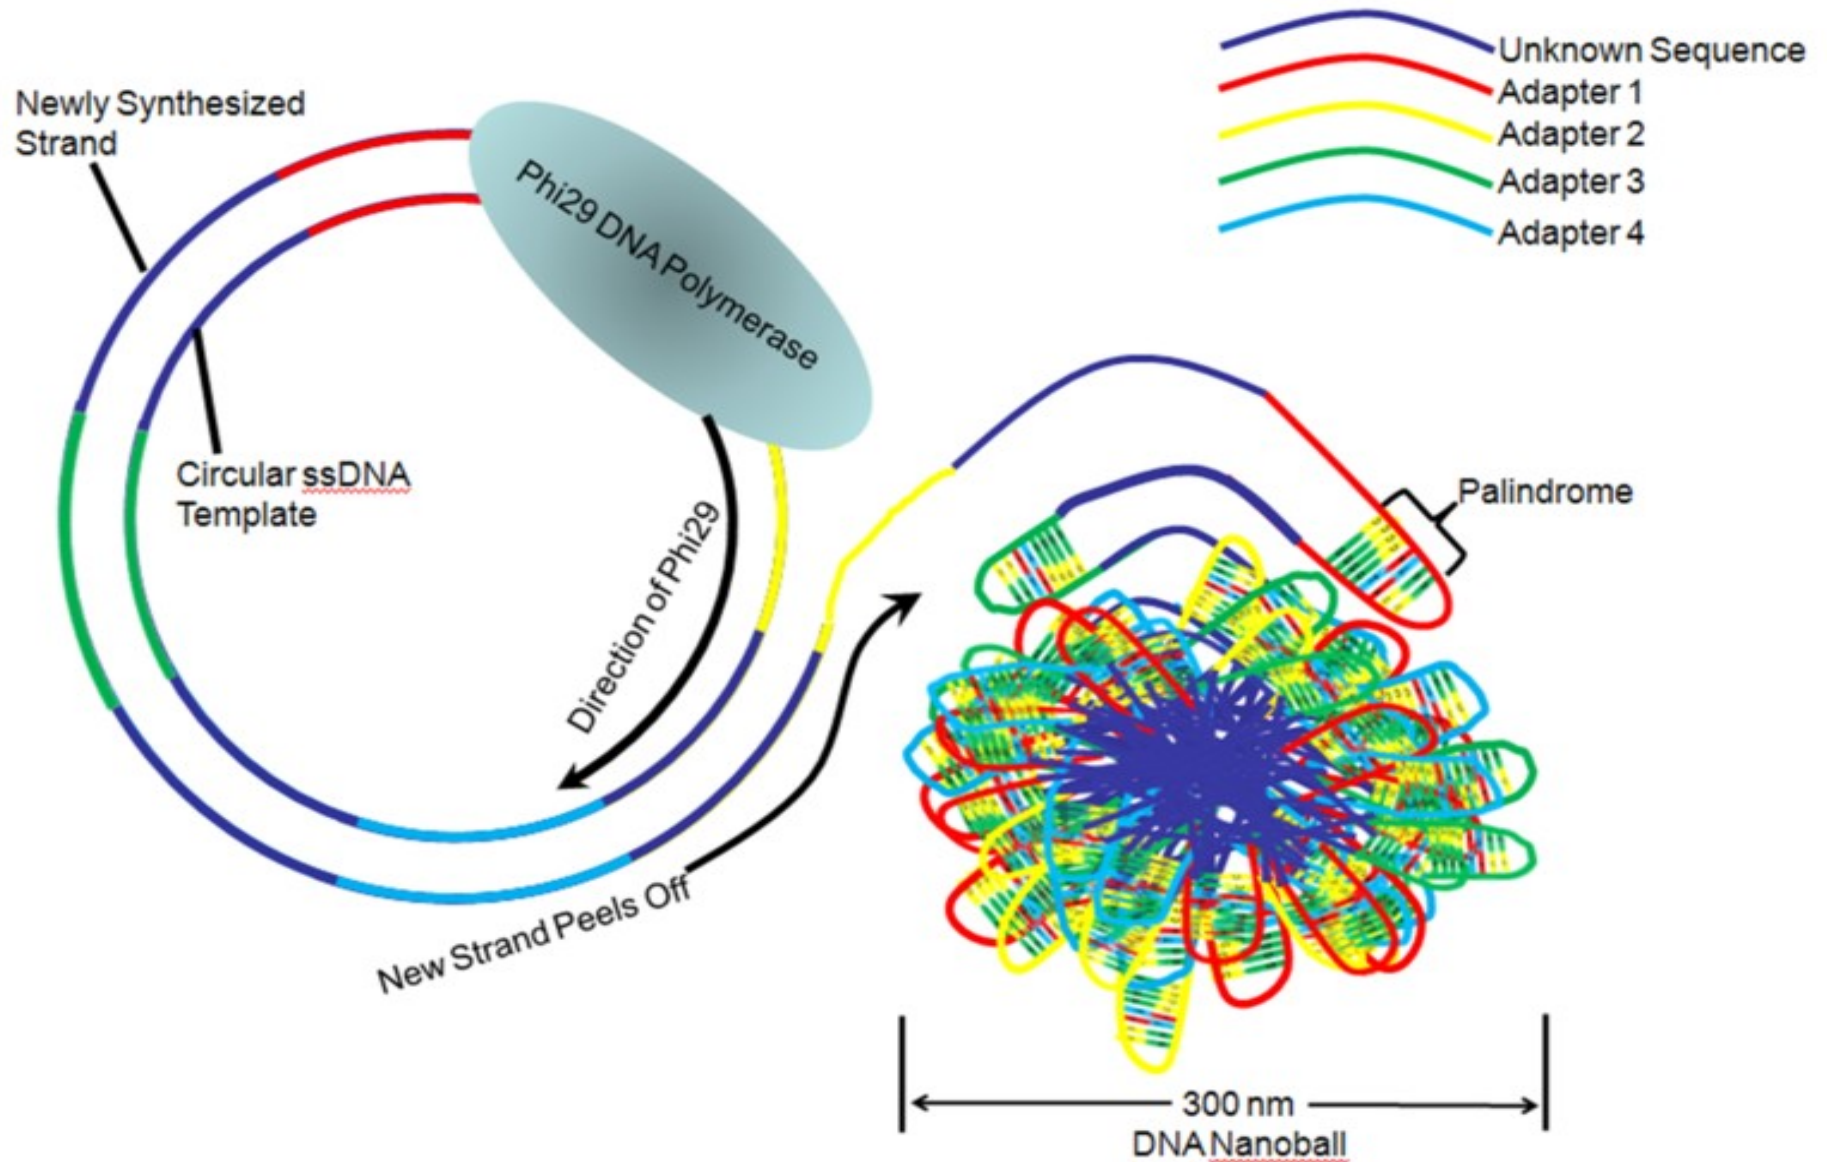 Unknown Sequence
Adapter 1
Adapter 2
Adapter 3
Adapter 4
Newly Synthesized
Strand
Phi29 DNA Polymerase
Circular ssDNA
Template
Direction of Phi29
Palindrome
New Strand Peels Off
300 nm
DNA Nanoball